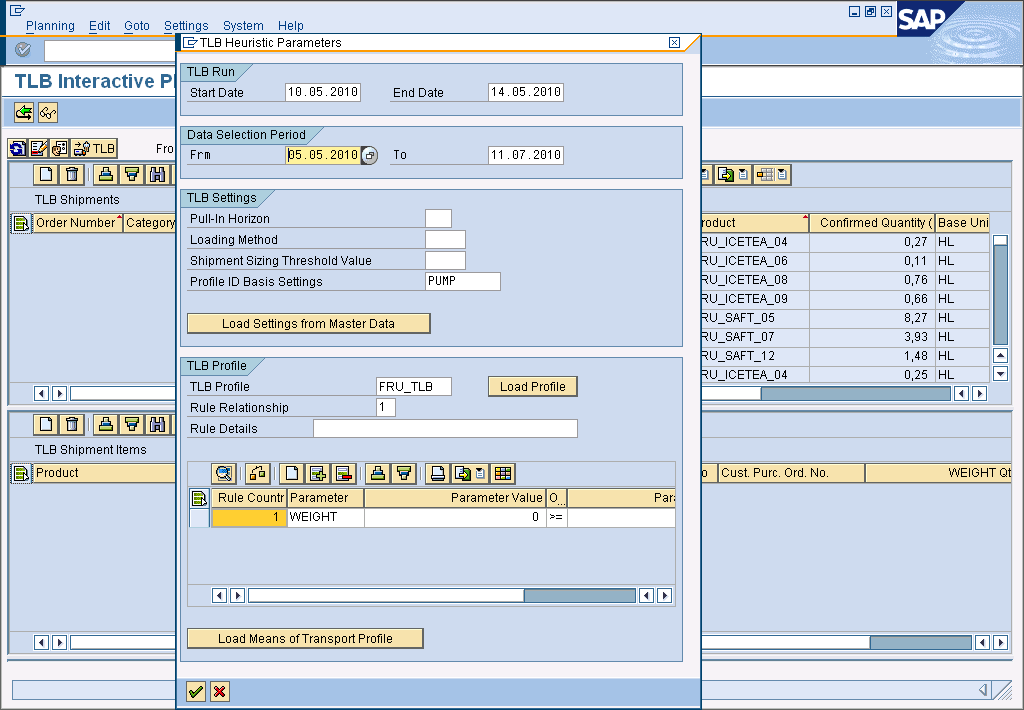 Planning Edit Goto Settings System Help
SAP
TLB Interactive P
TLB Fro
TLB Shipments
Order Number Category
TLB Shipment Items
Product
TLB Heuristic Parameters
TLB Run
Start Date 10.05.2010 End Date 14.05.2010
Data Selection Period
Frm 05.05.2010 To 11.07.2010
TLB Settings
Pull-In Horizon
Loading Method
Shipment Sizing Threshold Value
Profile ID Basis Settings PUMP
Load Settings from Master Data
TLB Profile
TLB Profile FRU_TLB Load Profile
Rule Relationship 1
Rule Details
Rule Countr Parameter Parameter Value O... Para
1 WEIGHT 0 >=
Load Means of Transport Profile
roduct Confirmed Quantity ( Base Uni
RU_ICETEA_04 0,27 HL
RU_ICETEA_06 0,11 HL
RU_ICETEA_08 0,76 HL
RU_ICETEA_09 0,66 HL
RU_SAFT_05 8,27 HL
RU_SAFT_07 3,93 HL
RU_SAFT_12 1,48 HL
RU_ICETEA_04 0,25 HL
o Cust. Purc. Ord. No. WEIGHT Qt